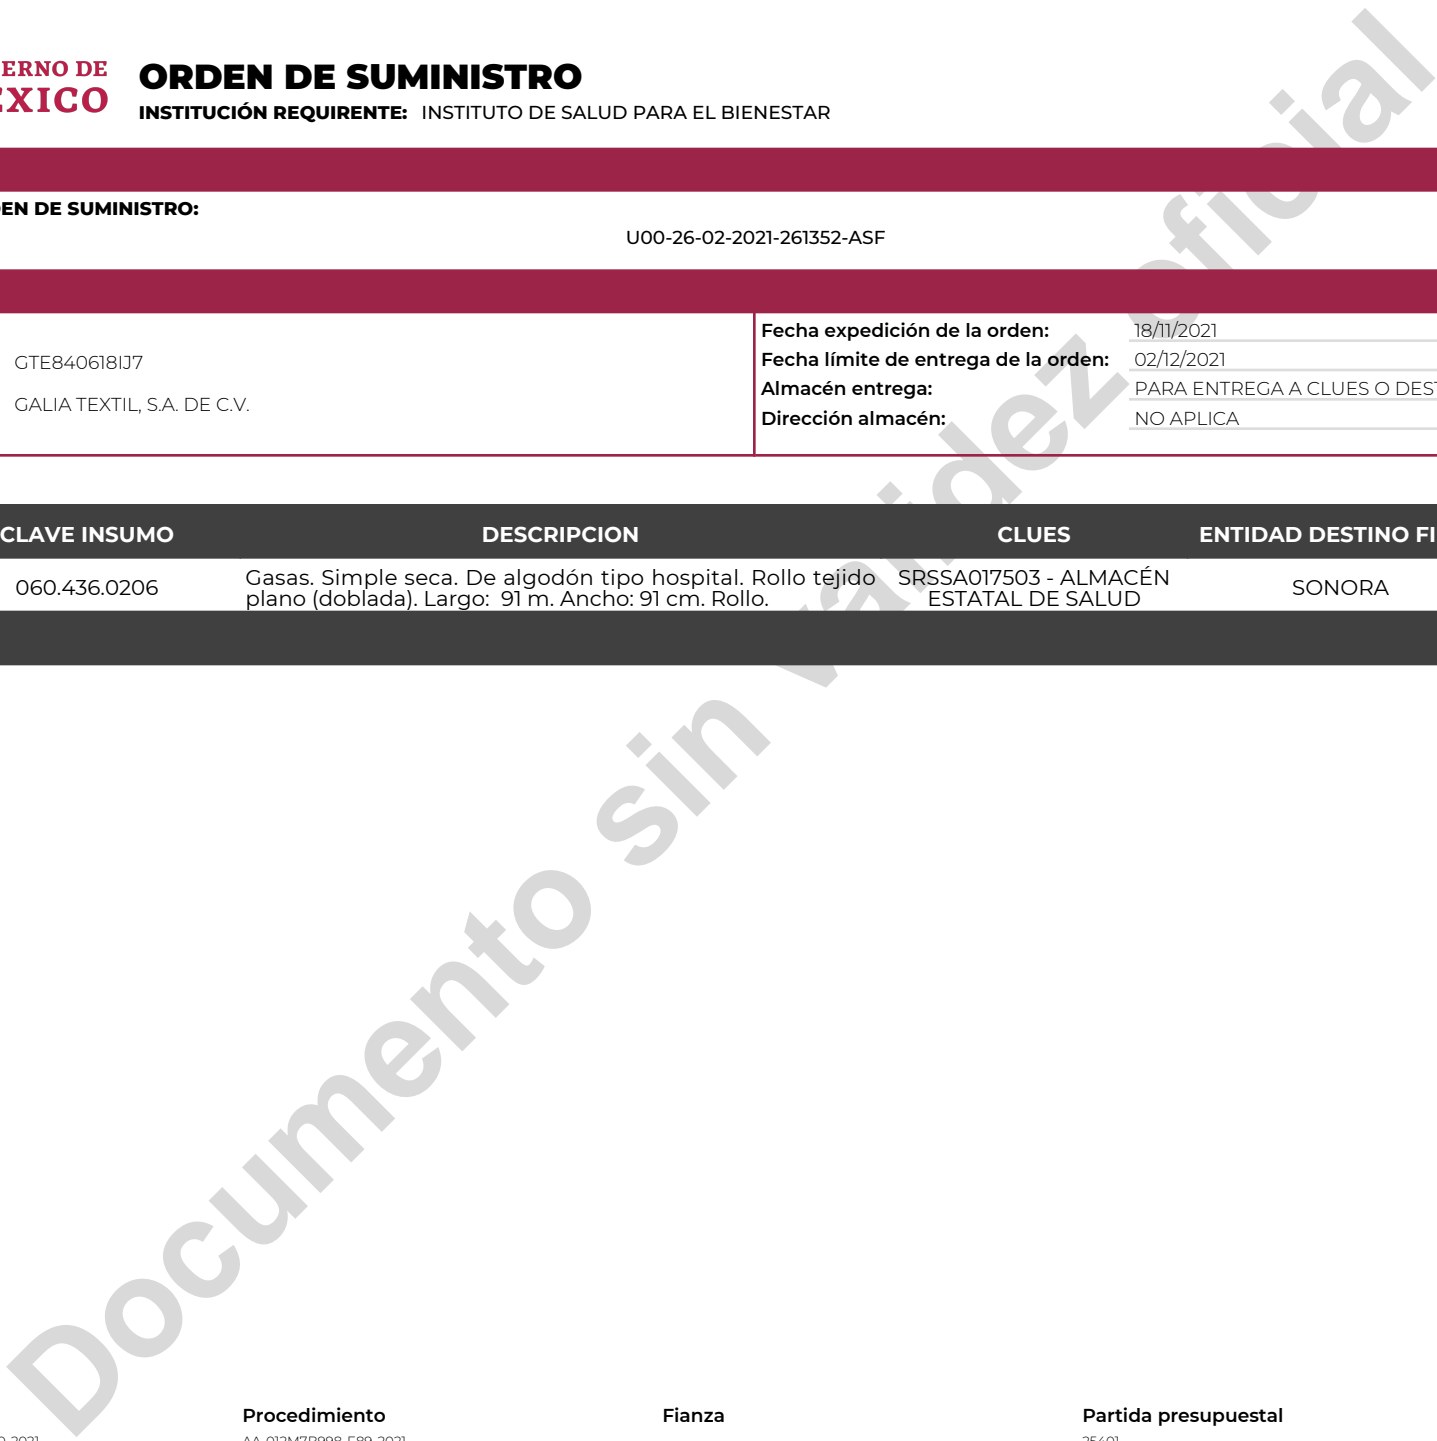 ERNO DE
XICO
ORDEN DE SUMINISTRO
INSTITUCIÓN REQUIRENTE: INSTITUTO DE SALUD PARA EL BIENESTAR
EN DE SUMINISTRO:
U00-26-02-2021-261352-ASF
GTE840618IJ7
GALIA TEXTIL, S.A. DE C.V.
Fecha expedición de la orden: 18/11/2021
Fecha límite de entrega de la orden: 02/12/2021
Almacén entrega: PARA ENTREGA A CLUES O DEST
Dirección almacén: NO APLICA
CLAVE INSUMO DESCRIPCION CLUES ENTIDAD DESTINO FI
060.436.0206 Gasas. Simple seca. De algodón tipo hospital. Rollo tejido SRSSA017503 - ALMACÉN SONORA
plano (doblada). Largo: 91 m. Ancho: 91 cm. Rollo. ESTATAL DE SALUD
Documento sin validez oficial
Procedimiento Fianza Partida presupuestal